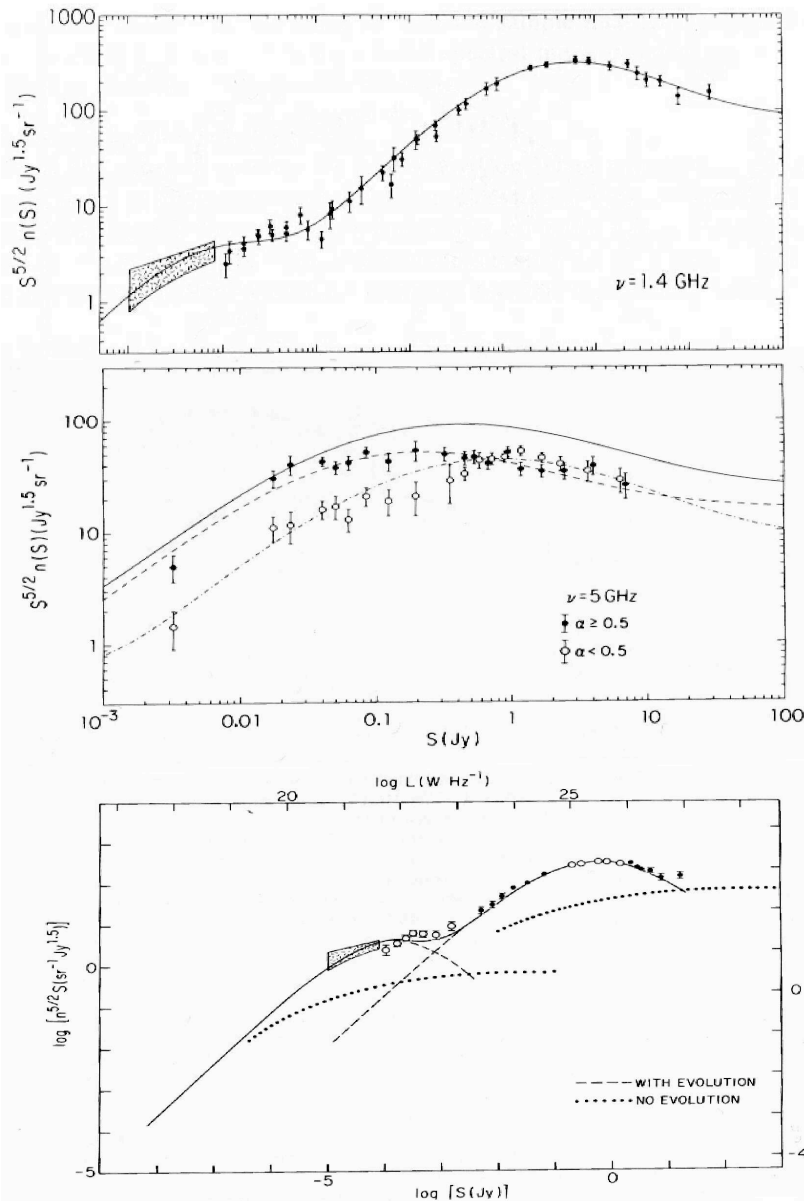 1000
100
10
1
S^5/2 n(S) (Jy^1.5 sr^-1)
ν=1.4 GHz
100
10
1
S^5/2 n(S)(Jy^1.5 sr^-1)
ν=5 GHz
α ≥ 0.5
α < 0.5
10^-3
0.01
0.1
1
10
100
S(Jy)
log L(W Hz^-1)
20
25
0
-5
log [n^5/2 S(sr^-1 Jy^1.5)]
0
-4
WITH EVOLUTION
NO EVOLUTION
-5
0
log [S(Jy)]